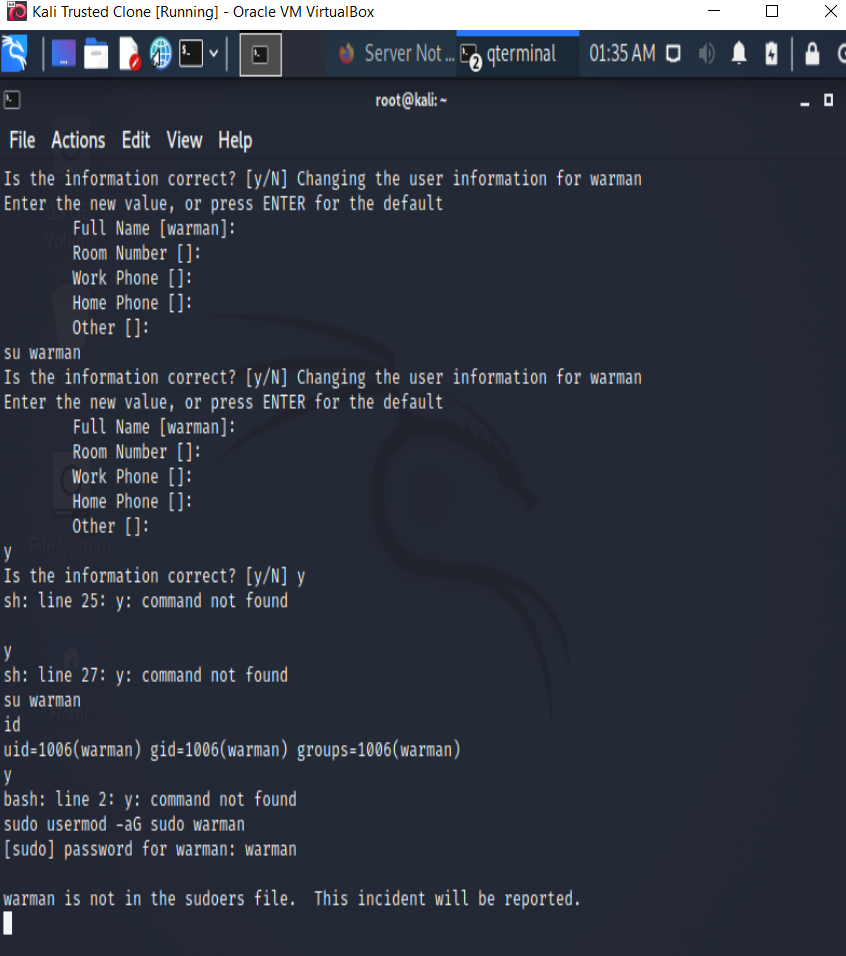 Kali Trusted Clone [Running] - Oracle VM VirtualBox
Server Not ... qterminal 01:35 AM
2
root@kali: ~
File Actions Edit View Help
Is the information correct? [y/N] Changing the user information for warman
Enter the new value, or press ENTER for the default
Full Name [warman]:
Room Number []:
Work Phone []:
Home Phone []:
Other []:
su warman
Is the information correct? [y/N] Changing the user information for warman
Enter the new value, or press ENTER for the default
Full Name [warman]:
Room Number []:
Work Phone []:
Home Phone []:
Other []:
File System
y
Is the information correct? [y/N] y
sh: line 25: y: command not found
y
sh: line 27: y: command not found
su warman
Home
id
uid=1006(warman) gid=1006(warman) groups=1006(warman)
y
bash: line 2: y: command not found
sudo usermod -aG sudo warman
[sudo] password for warman: warman
warman is not in the sudoers file.  This incident will be reported.